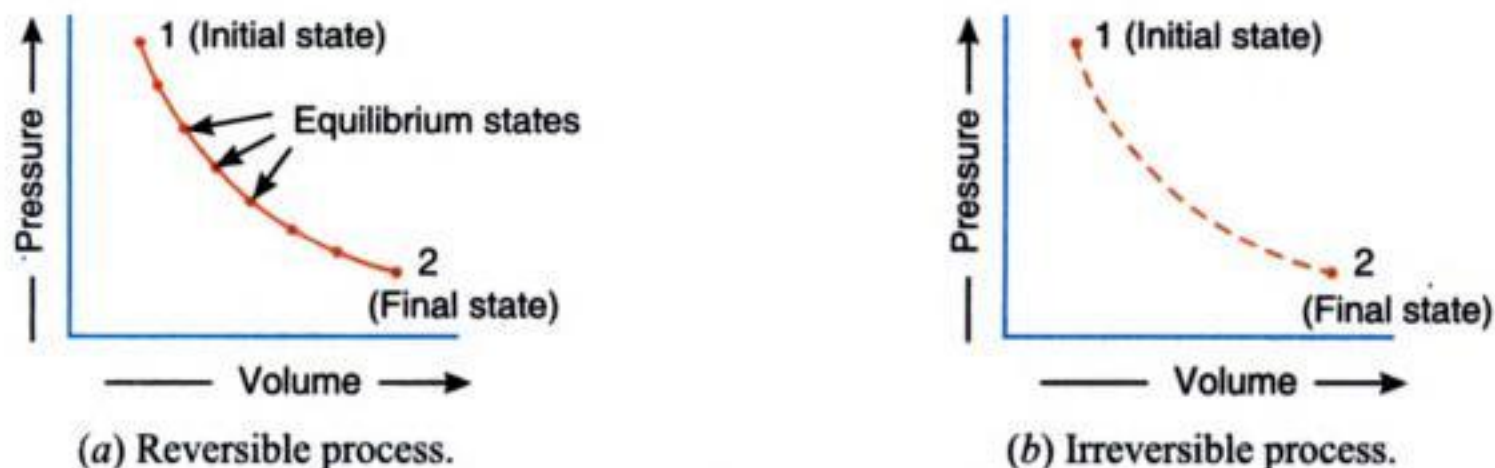 1 (Initial state)
Equilibrium states
Pressure
2
(Final state)
Volume
(a) Reversible process.
1 (Initial state)
Pressure
2
(Final state)
Volume
(b) Irreversible process.